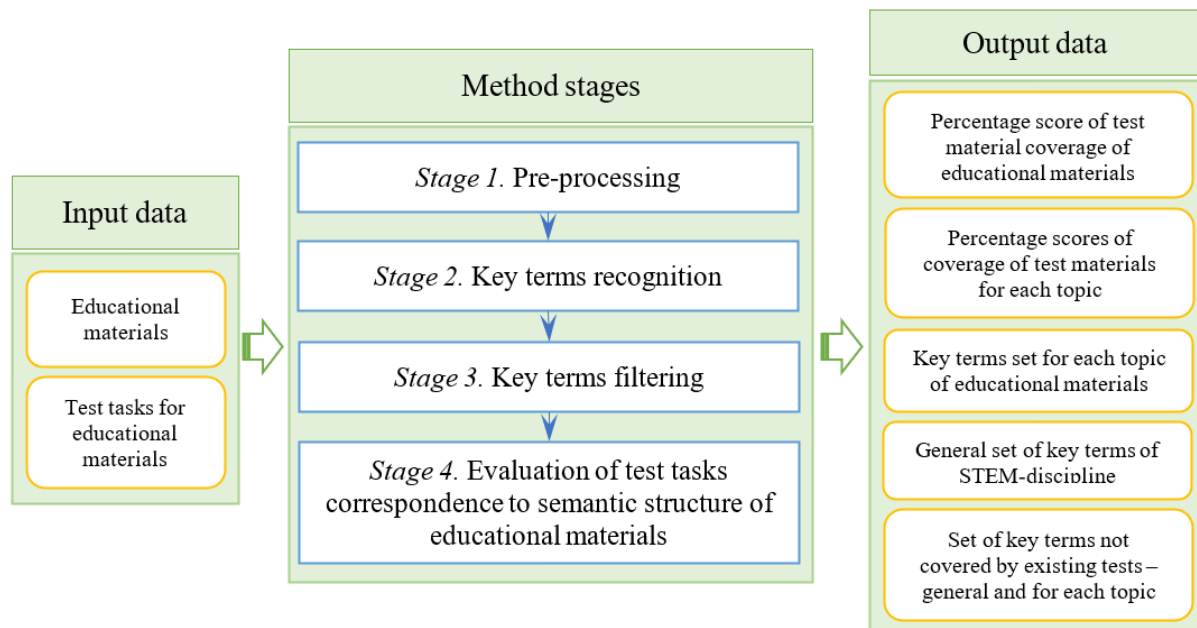 Input data
Educational
materials
Test tasks for
educational
materials
Method stages
Stage 1. Pre-processing
Stage 2. Key terms recognition
Stage 3. Key terms filtering
Stage 4. Evaluation of test tasks
correspondence to semantic structure of
educational materials
Output data
Percentage score of test
material coverage of
educational materials
Percentage scores of
coverage of test materials
for each topic
Key terms set for each topic
of educational materials
General set of key terms of
STEM-discipline
Set of key terms not
covered by existing tests –
general and for each topic